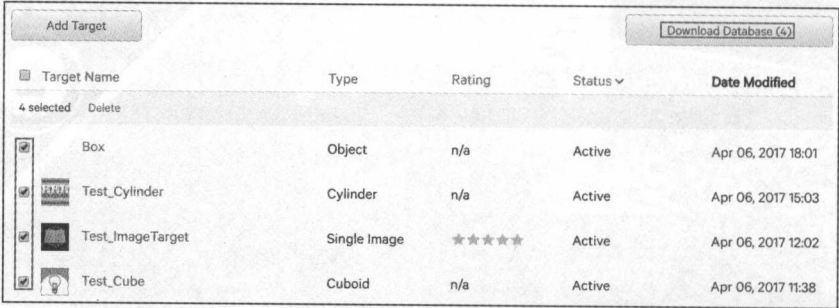 Add Target Download Database (4)
Target Name Type Rating Status Date Modified
4 selected Delete
Box Object n/a Active Apr 06, 2017 18:01
Test_Cylinder Cylinder n/a Active Apr 06, 2017 15:03
Test_ImageTarget Single Image Active Apr 06, 2017 12:02
Test_Cube Cuboid n/a Active Apr 06, 2017 11:38